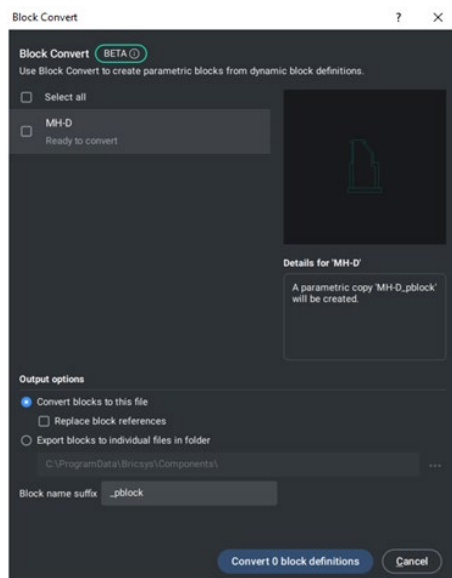 Block Convert
?
Block Convert BETA
Use Block Convert to create parametric blocks from dynamic block definitions.
Select all
MH-D
Ready to convert
Details for 'MH-D'
A parametric copy 'MH-D_pblock'
will be created.
Output options
Convert blocks to this file
Replace block references
Export blocks to individual files in folder
C:\ProgramData\Bricsys\Components\
...
Block name suffix _pblock
Convert 0 block definitions Cancel